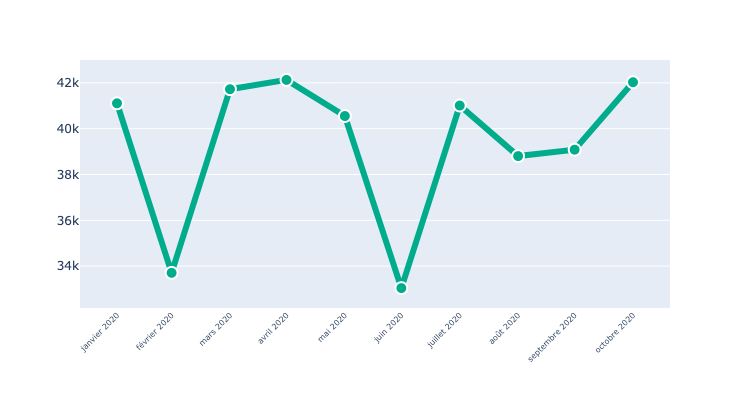 42k
40k
38k
36k
34k
janvier 2020
février 2020
mars 2020
avril 2020
mai 2020
juin 2020
juillet 2020
août 2020
septembre 2020
octobre 2020